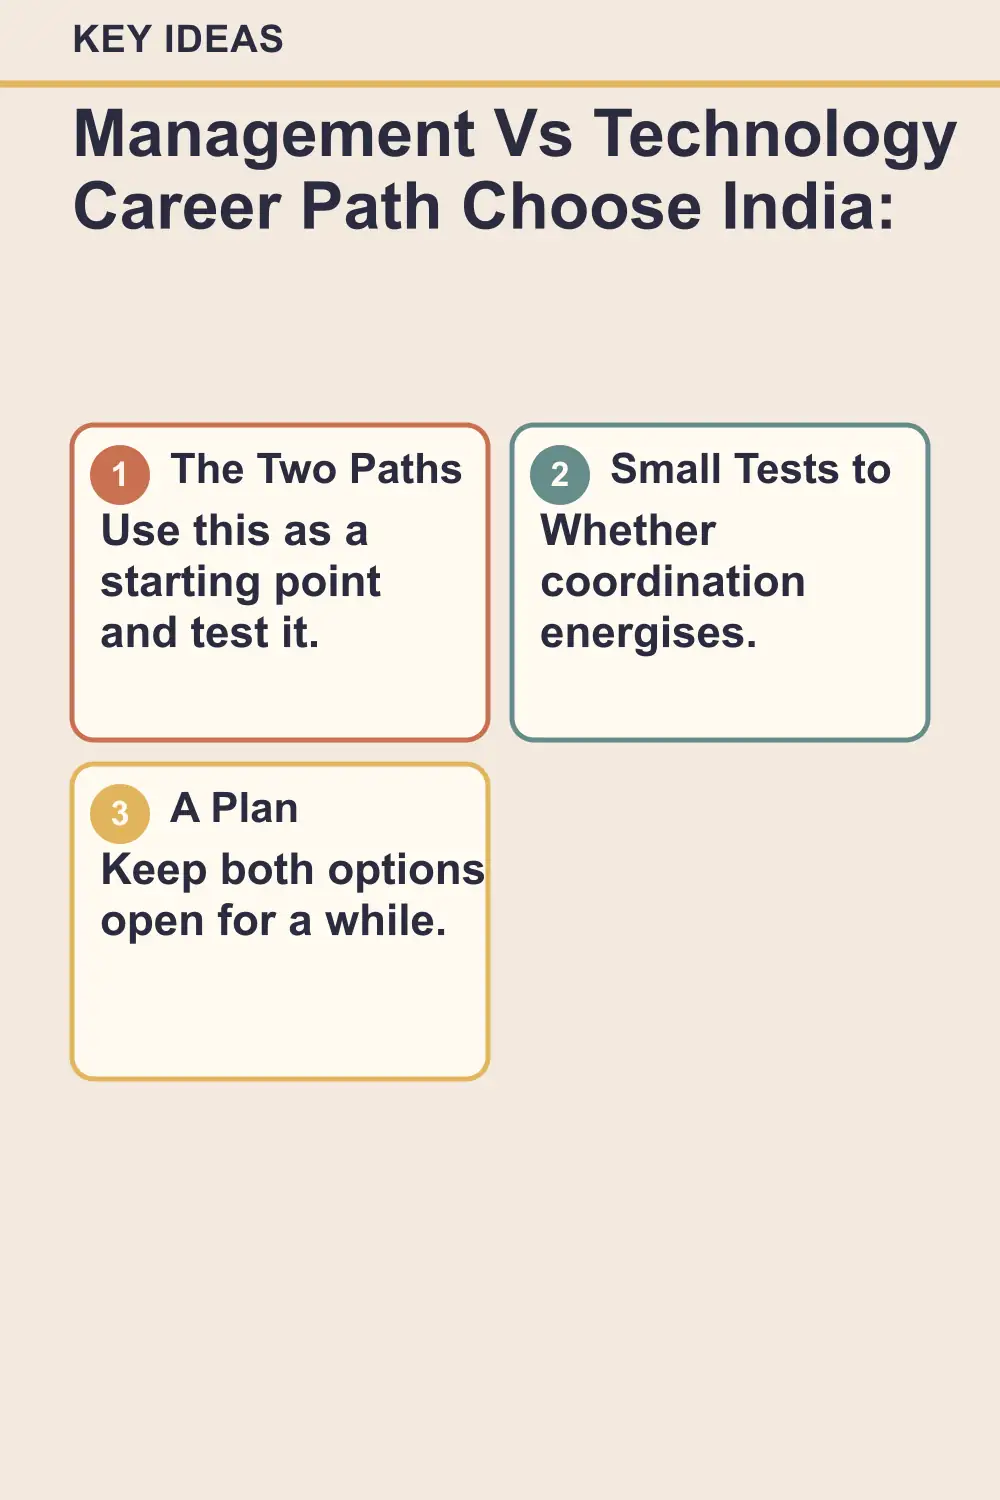 KEY IDEAS
Management Vs Technology
Career Path Choose India:
1 The Two Paths
Use this as a
starting point
and test it.
2 Small Tests to
Whether
coordination
energises.
3 A Plan
Keep both options
open for a while.